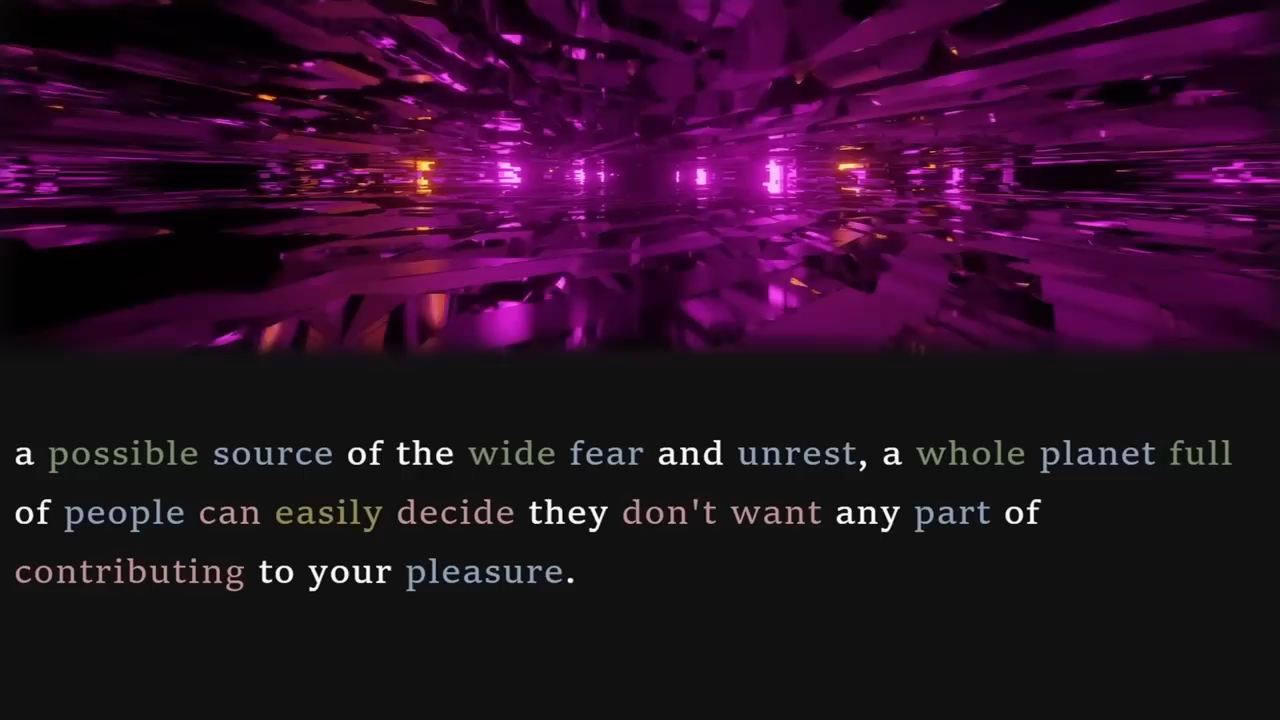 a possible source of the wide fear and unrest, a whole planet full
of people can easily decide they don't want any part of
contributing to your pleasure.